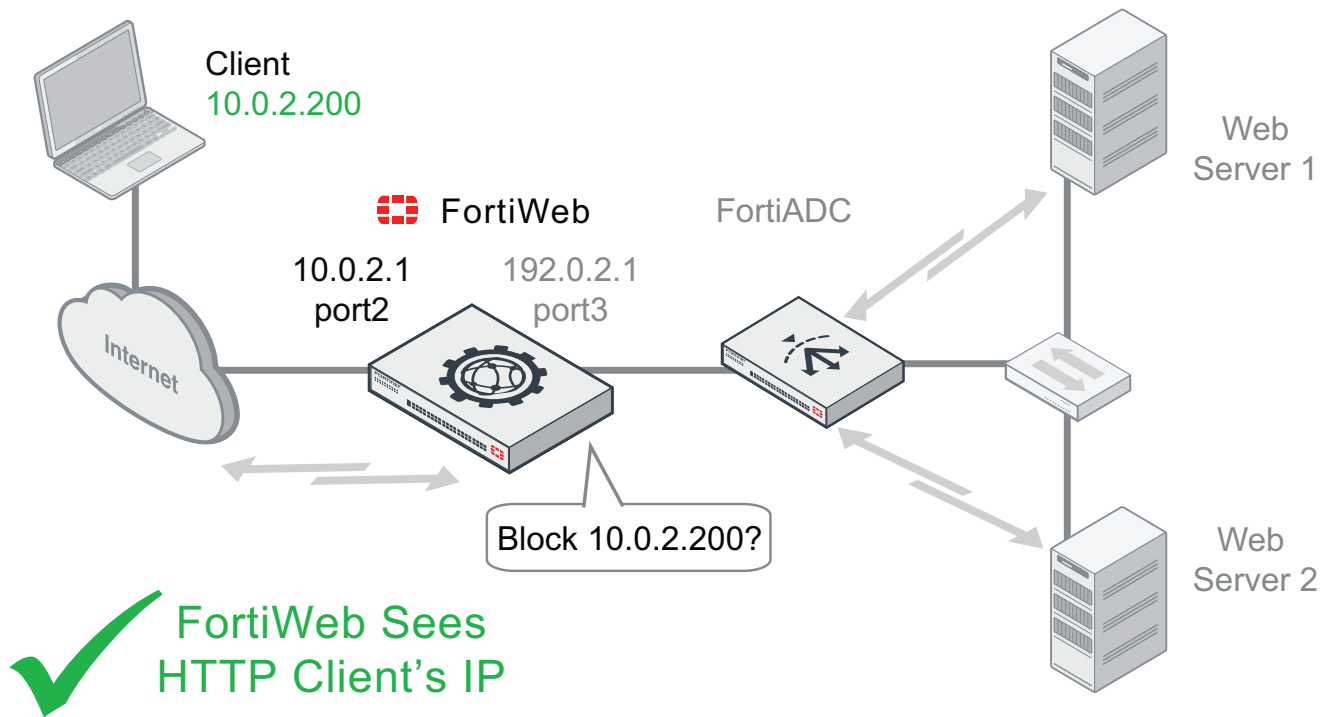 Client
10.0.2.200
Web
Server 1
FortiWeb
FortiADC
10.0.2.1
port2
192.0.2.1
port3
Internet
Block 10.0.2.200?
Web
Server 2
FortiWeb Sees
HTTP Client's IP